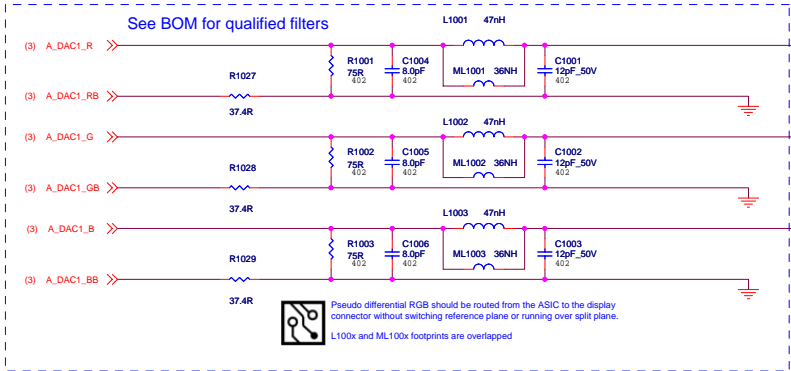 See BOM for qualified filters
L1001 47nH
(3) A_DAC1_R
R1001
75R
402
C1004
8.0pF
402
ML1001 36NH
C1001
12pF_50V
402
R1027
(3) A_DAC1_RB
37.4R
L1002 47nH
(3) A_DAC1_G
R1002
75R
402
C1005
8.0pF
402
ML1002 36NH
C1002
12pF_50V
402
R1028
(3) A_DAC1_GB
37.4R
L1003 47nH
(3) A_DAC1_B
R1003
75R
402
C1006
8.0pF
402
ML1003 36NH
C1003
12pF_50V
402
R1029
(3) A_DAC1_BB
37.4R
Pseudo differential RGB should be routed from the ASIC to the display
connector without switching reference plane or running over split plane.
L100x and ML100x footprints are overlapped